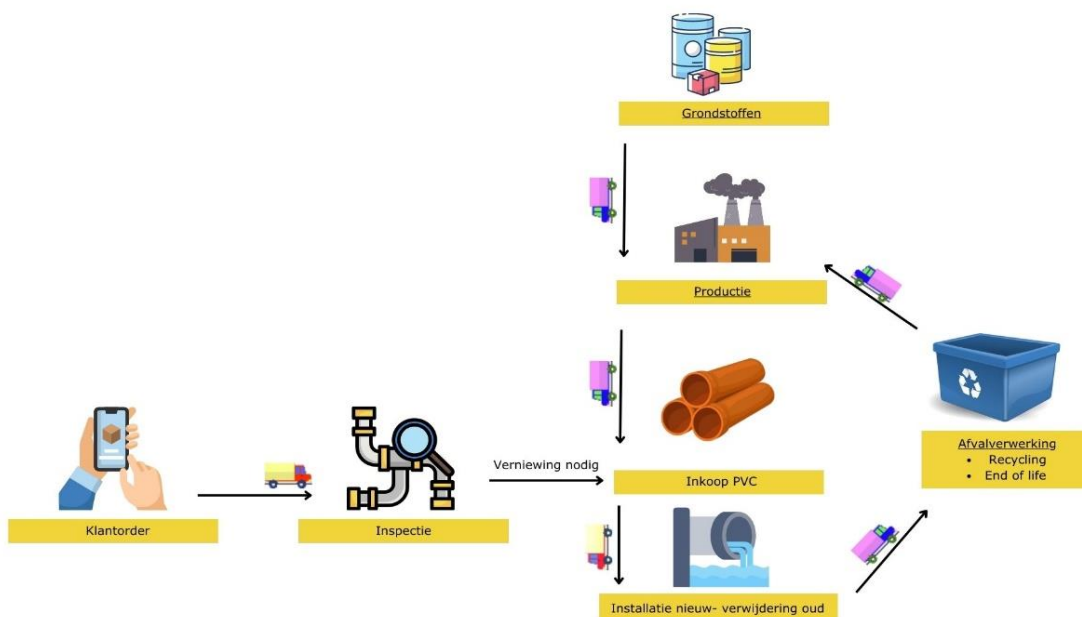 Grondstoffen
Productie
Afvalverwerking
• Recycling
• End of life
Verniewing nodig
Klantorder
Inspectie
Inkoop PVC
Installatie nieuw- verwijdering oud